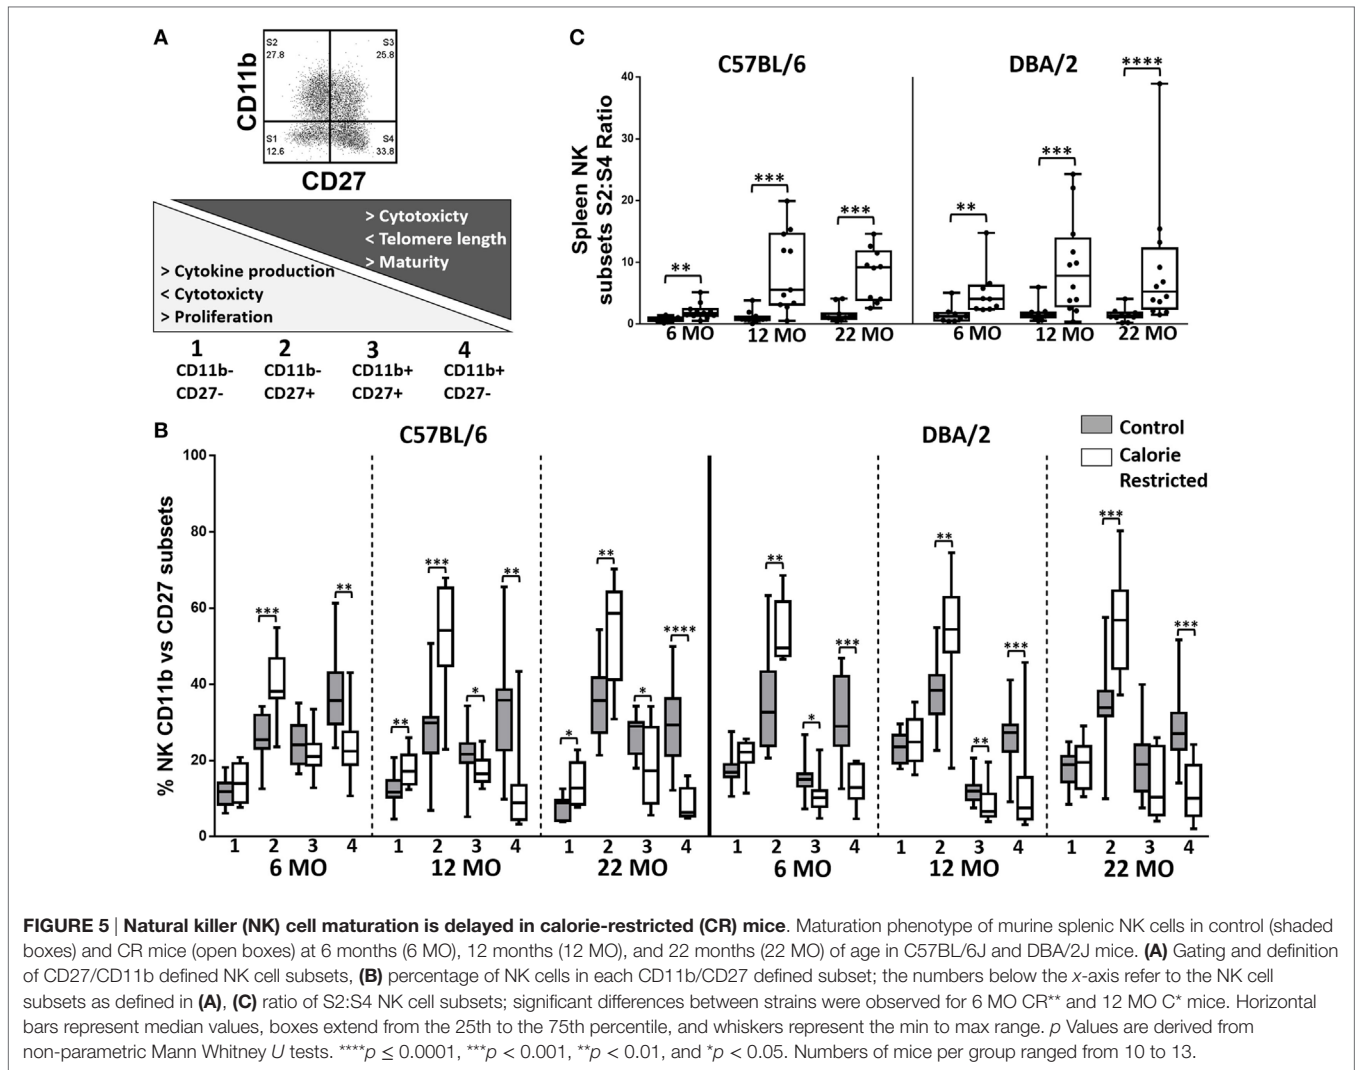 A
CD11b
S2
27.8
S3
25.8
S1
12.6
S4
33.8
CD27
> Cytotoxicty
< Telomere length
> Maturity
> Cytokine production
< Cytotoxicty
> Proliferation
1 2 3 4
CD11b- CD11b- CD11b+ CD11b+
CD27- CD27+ CD27+ CD27-
C
C57BL/6 DBA/2
Spleen NK
subsets S2:S4 Ratio
40
30
20
10
0
** *** *** ** *** ****
6 MO 12 MO 22 MO 6 MO 12 MO 22 MO
B
C57BL/6 DBA/2
Control
Calorie
Restricted
% NK CD11b vs CD27 subsets
100
80
60
40
20
0
*** ** ** *** * ** * ** * **** ** * *** ** ** *** *** ***
1 2 3 4 1 2 3 4 1 2 3 4 1 2 3 4 1 2 3 4 1 2 3 4
6 MO 12 MO 22 MO 6 MO 12 MO 22 MO
FIGURE 5 | Natural killer (NK) cell maturation is delayed in calorie-restricted (CR) mice. Maturation phenotype of murine splenic NK cells in control (shaded
boxes) and CR mice (open boxes) at 6 months (6 MO), 12 months (12 MO), and 22 months (22 MO) of age in C57BL/6J and DBA/2J mice. (A) Gating and definition
of CD27/CD11b defined NK cell subsets, (B) percentage of NK cells in each CD11b/CD27 defined subset; the numbers below the x-axis refer to the NK cell
subsets as defined in (A), (C) ratio of S2:S4 NK cell subsets; significant differences between strains were observed for 6 MO CR** and 12 MO C* mice. Horizontal
bars represent median values, boxes extend from the 25th to the 75th percentile, and whiskers represent the min to max range. p Values are derived from
non-parametric Mann Whitney U tests. ****p ≤ 0.0001, ***p < 0.001, **p < 0.01, and *p < 0.05. Numbers of mice per group ranged from 10 to 13.